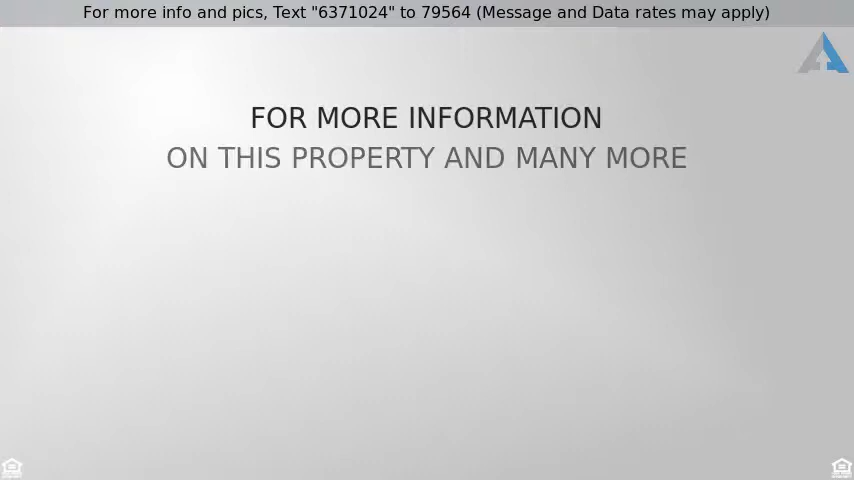 For more info and pics, Text "6371024" to 79564 (Message and Data rates may apply)
FOR MORE INFORMATION
ON THIS PROPERTY AND MANY MORE